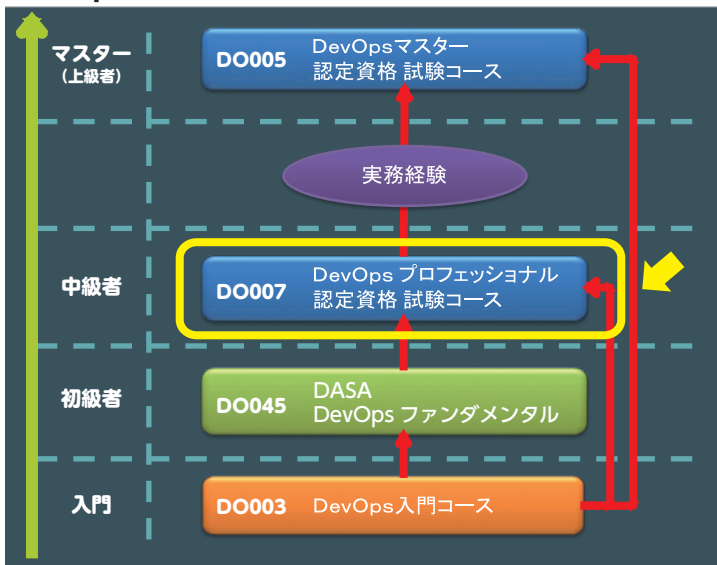 マスター
(上級者)
DO005
DevOpsマスター
認定資格 試験コース
実務経験
中級者
DO007
DevOps プロフェッショナル
認定資格 試験コース
初級者
DO045
DASA
DevOps ファンダメンタル
入門
DO003
DevOps入門コース